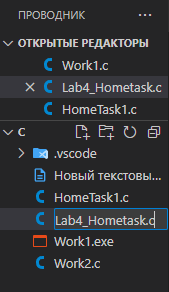 ПРОВОДНИК
ОТКРЫТЫЕ РЕДАКТОРЫ
Work1.c
Lab4_Hometask.c
HomeTask1.c
C
.vscode
Новый текстовы...
HomeTask1.c
Lab4_Hometask.c
Work1.exe
Work2.c